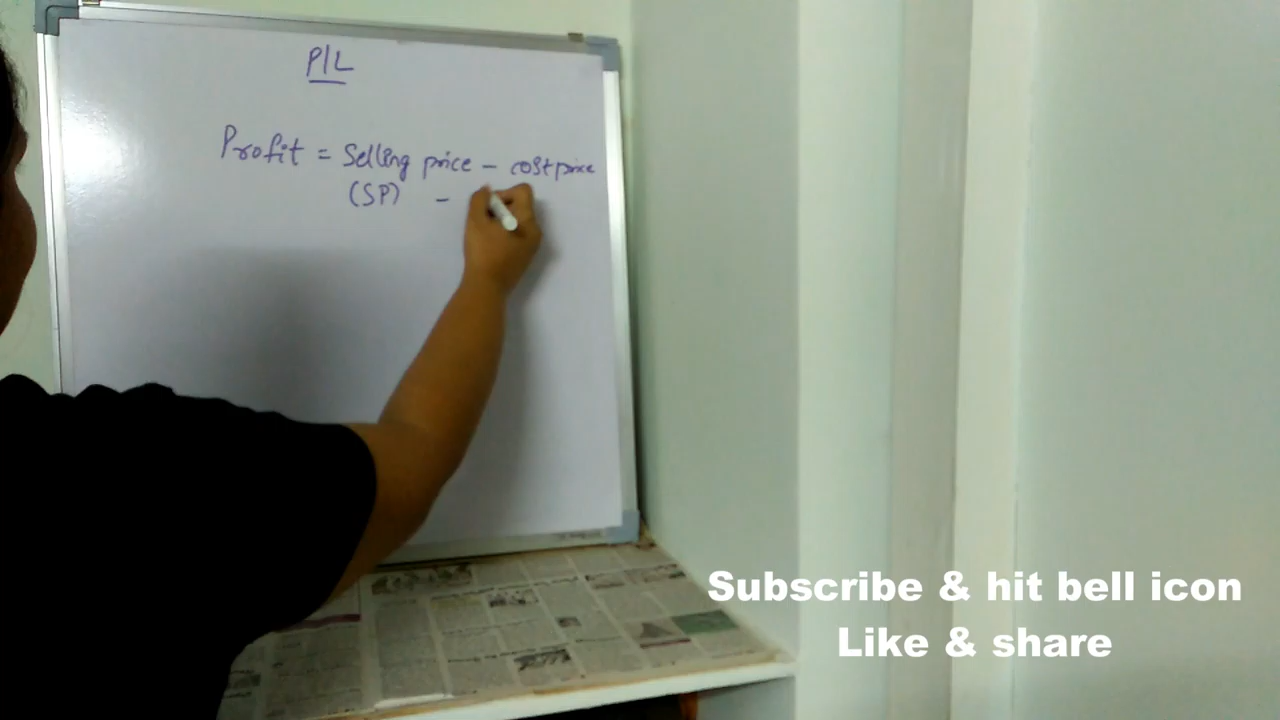 P/L
Profit = Selling price - cost price
(SP) -
Subscribe & hit bell icon
Like & share